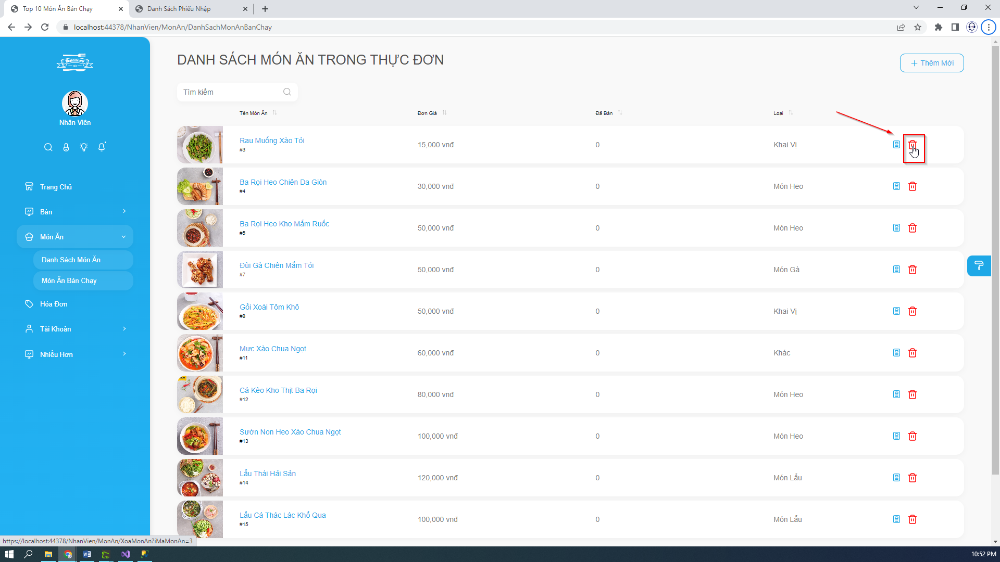 Top 10 Món Ăn Bán Chạy
Danh Sách Phiếu Nhập
localhost:44378/NhanVien/MonAn/DanhSachMonAnBanChay
Restaurant
Nhân Viên
Trang Chủ
Bàn
Món Ăn
Danh Sách Món Ăn
Món Ăn Bán Chạy
Hóa Đơn
Tài Khoản
Nhiều Hơn
DANH SÁCH MÓN ĂN TRONG THỰC ĐƠN
Thêm Mới
Tìm kiếm
Tên Món Ăn Đơn Giá Đã Bán Loại
Rau Muống Xào Tỏi
#3
15,000 vnđ 0 Khai Vị
Ba Rọi Heo Chiên Da Giòn
#4
30,000 vnđ 0 Món Heo
Ba Rọi Heo Kho Mắm Ruốc
#5
50,000 vnđ 0 Món Heo
Đùi Gà Chiên Mắm Tỏi
#7
50,000 vnđ 0 Món Gà
Gỏi Xoài Tôm Khô
#8
50,000 vnđ 0 Khai Vị
Mực Xào Chua Ngọt
#11
60,000 vnđ 0 Khác
Cá Kèo Kho Thịt Ba Rọi
#12
80,000 vnđ 0 Món Heo
Sườn Non Heo Xào Chua Ngọt
#13
100,000 vnđ 0 Món Heo
Lẩu Thái Hải Sản
#14
120,000 vnđ 0 Món Lẩu
Lẩu Cá Thác Lác Khổ Qua
#15
100,000 vnđ 0 Món Lẩu
https://localhost:44378/NhanVien/MonAn/XoaMonAn?iMaMonAn=3
10:52 PM